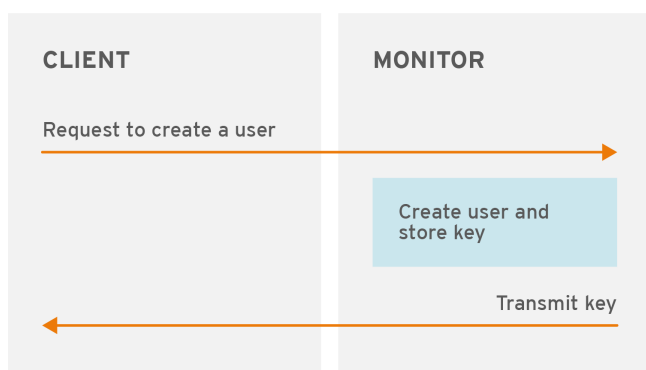 CLIENT
MONITOR
Request to create a user
Create user and
store key
Transmit key